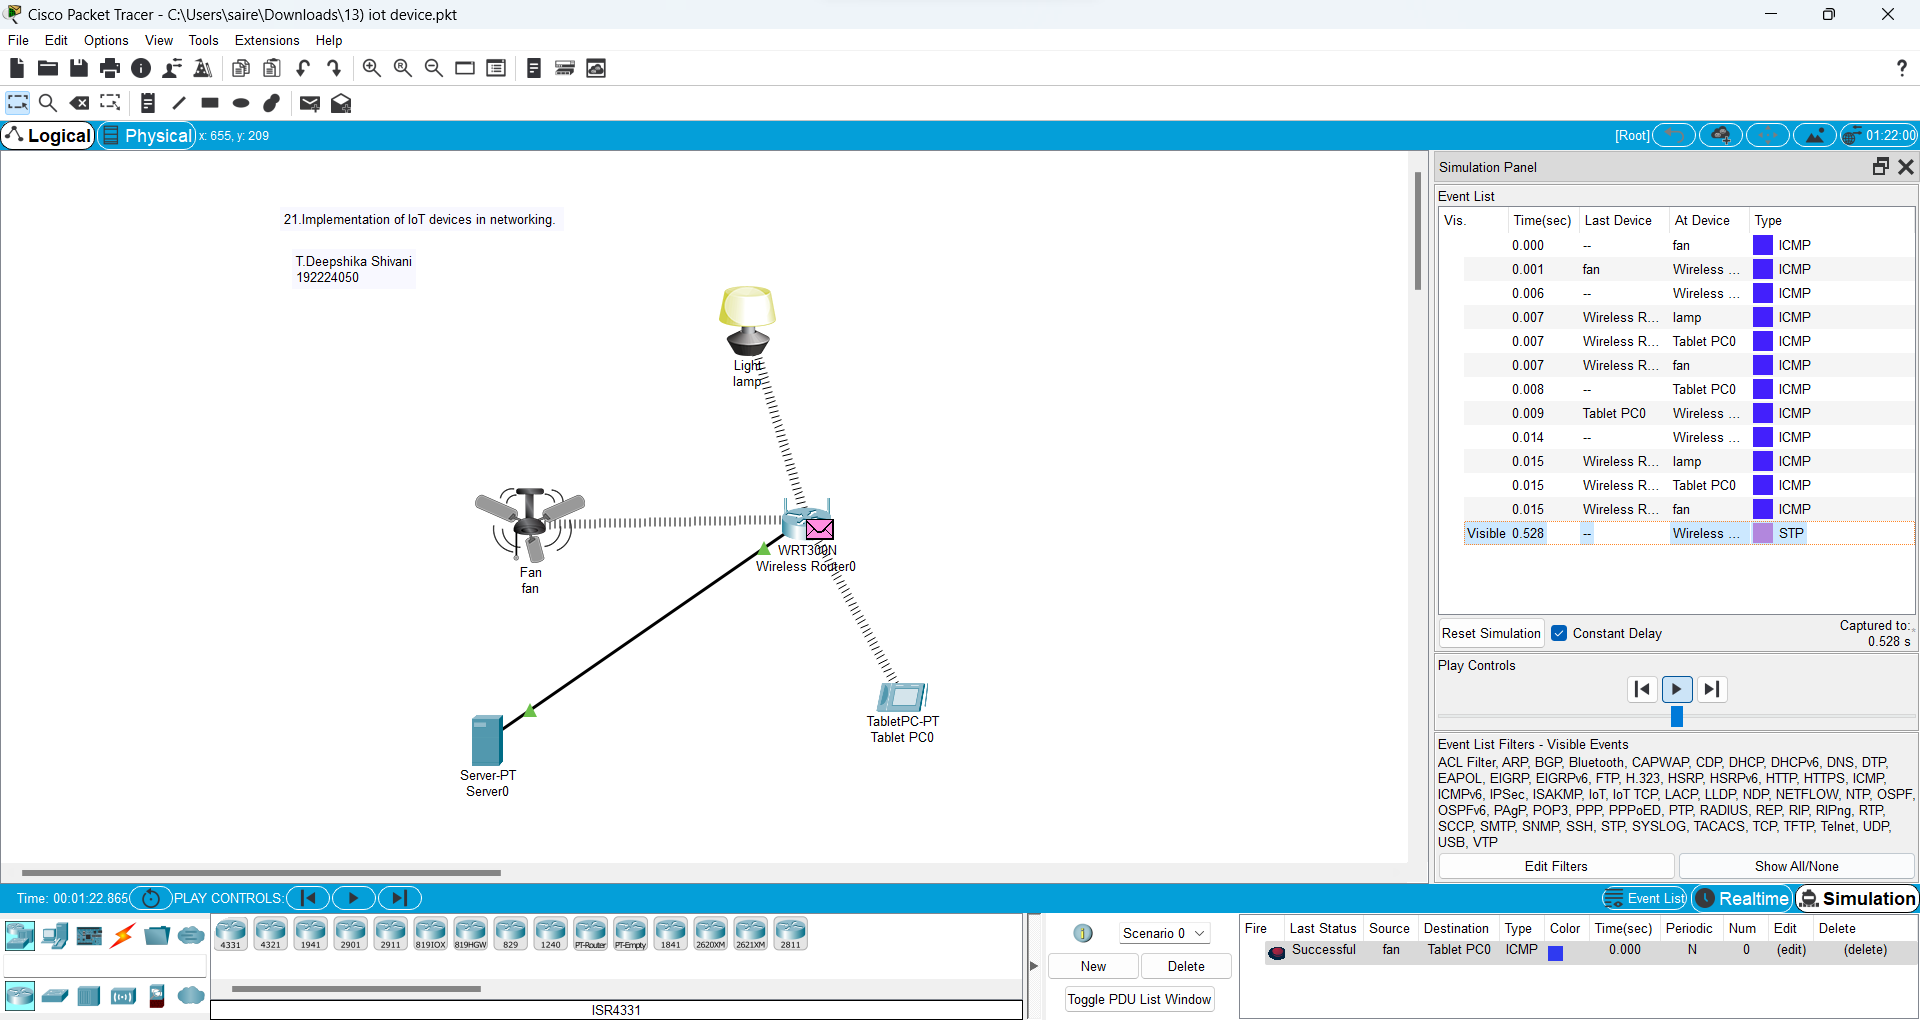 Cisco Packet Tracer - C:\Users\saire\Downloads\13) iot device.pkt
File Edit Options View Tools Extensions Help
Logical Physical x: 655, y: 209 [Root] 01:22:00
21.Implementation of IoT devices in networking.
T.Deepshika Shivani
192224050
Light
lamp
Fan
fan
WRT300N
Wireless Router0
TabletPC-PT
Tablet PC0
Server-PT
Server0
Simulation Panel
Event List
Vis. Time(sec) Last Device At Device Type
0.000 -- fan ICMP
0.001 fan Wireless ... ICMP
0.006 -- Wireless ... ICMP
0.007 Wireless R... lamp ICMP
0.007 Wireless R... Tablet PC0 ICMP
0.007 Wireless R... fan ICMP
0.008 -- Tablet PC0 ICMP
0.009 Tablet PC0 Wireless ... ICMP
0.014 -- Wireless ... ICMP
0.015 Wireless R... lamp ICMP
0.015 Wireless R... Tablet PC0 ICMP
0.015 Wireless R... fan ICMP
Visible 0.528 -- Wireless ... STP
Reset Simulation Constant Delay Captured to:
0.528 s
Play Controls
Event List Filters - Visible Events
ACL Filter, ARP, BGP, Bluetooth, CAPWAP, CDP, DHCP, DHCPv6, DNS, DTP,
EAPOL, EIGRP, EIGRPv6, FTP, H.323, HSRP, HSRPv6, HTTP, HTTPS, ICMP,
ICMPv6, IPSec, ISAKMP, IoT, IoT TCP, LACP, LLDP, NDP, NETFLOW, NTP, OSPF,
OSPFv6, PAgP, POP3, PPP, PPPoED, PTP, RADIUS, REP, RIP, RIPng, RTP,
SCCP, SMTP, SNMP, SSH, STP, SYSLOG, TACACS, TCP, TFTP, Telnet, UDP,
USB, VTP
Edit Filters Show All/None
Time: 00:01:22.865 PLAY CONTROLS: Event List Realtime Simulation
4331 4321 1941 2901 2911 819IOX 819HGW 829 1240 PT-Router PT-Empty 1841 2620XM 2621XM 2811
ISR4331
Scenario 0
New Delete
Toggle PDU List Window
Fire Last Status Source Destination Type Color Time(sec) Periodic Num Edit Delete
Successful fan Tablet PC0 ICMP 0.000 N 0 (edit) (delete)